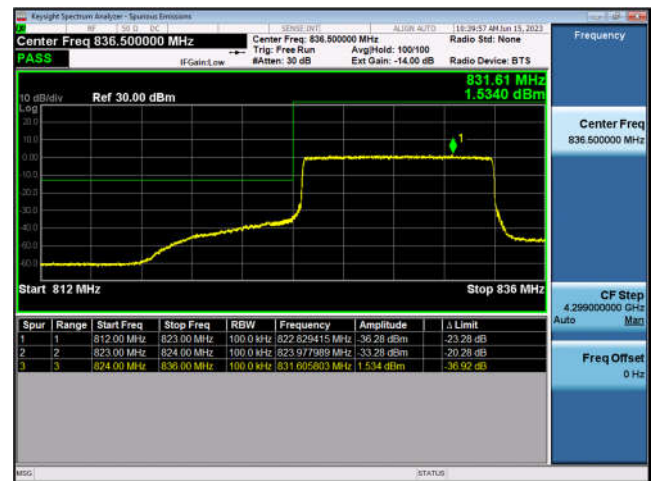 Keysight Spectrum Analyzer - Spurious Emissions
RF 50 Ω DC SENSE:INT ALIGN AUTO 10:39:57 AM Jun 15, 2023
Center Freq 836.500000 MHz Center Freq: 836.500000 MHz Radio Std: None
Trig: Free Run Avg|Hold: 100/100
PASS IFGain:Low #Atten: 30 dB Ext Gain: -14.00 dB Radio Device: BTS
831.61 MHz
10 dB/div Ref 30.00 dBm 1.5340 dBm
Log
20.0
10.0
1
0.00
-10.0
-20.0
-30.0
-40.0
-50.0
-60.0
Start 812 MHz Stop 836 MHz
Spur Range Start Freq Stop Freq RBW Frequency Amplitude Δ Limit
1 1 812.00 MHz 823.00 MHz 100.0 kHz 822.829415 MHz -36.28 dBm -23.28 dB
2 2 823.00 MHz 824.00 MHz 100.0 kHz 823.977989 MHz -33.28 dBm -20.28 dB
3 3 824.00 MHz 836.00 MHz 100.0 kHz 831.605803 MHz 1.534 dBm -36.92 dB
MSG STATUS
Frequency
Center Freq
836.500000 MHz
CF Step
4.299000000 GHz
Auto Man
Freq Offset
0 Hz